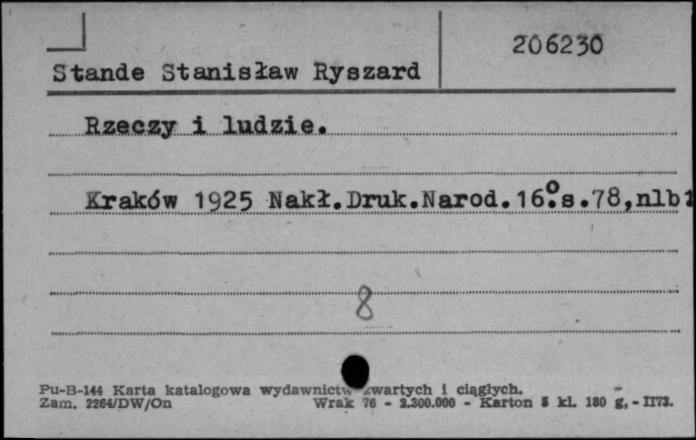 206230
Stande Stanisław Ryszard
Rzeczy i ludzie.
Kraków 1925 Nakł.Druk.Narod.16°.s.78,nlb1
8
Pu-B-144 Karta katalogowa wydawnictw zwartych i ciągłych.
Zam. 2264/DW/On Wrak 76 - 2.300.000 - Karton 5 kl. 180 g, - II73.